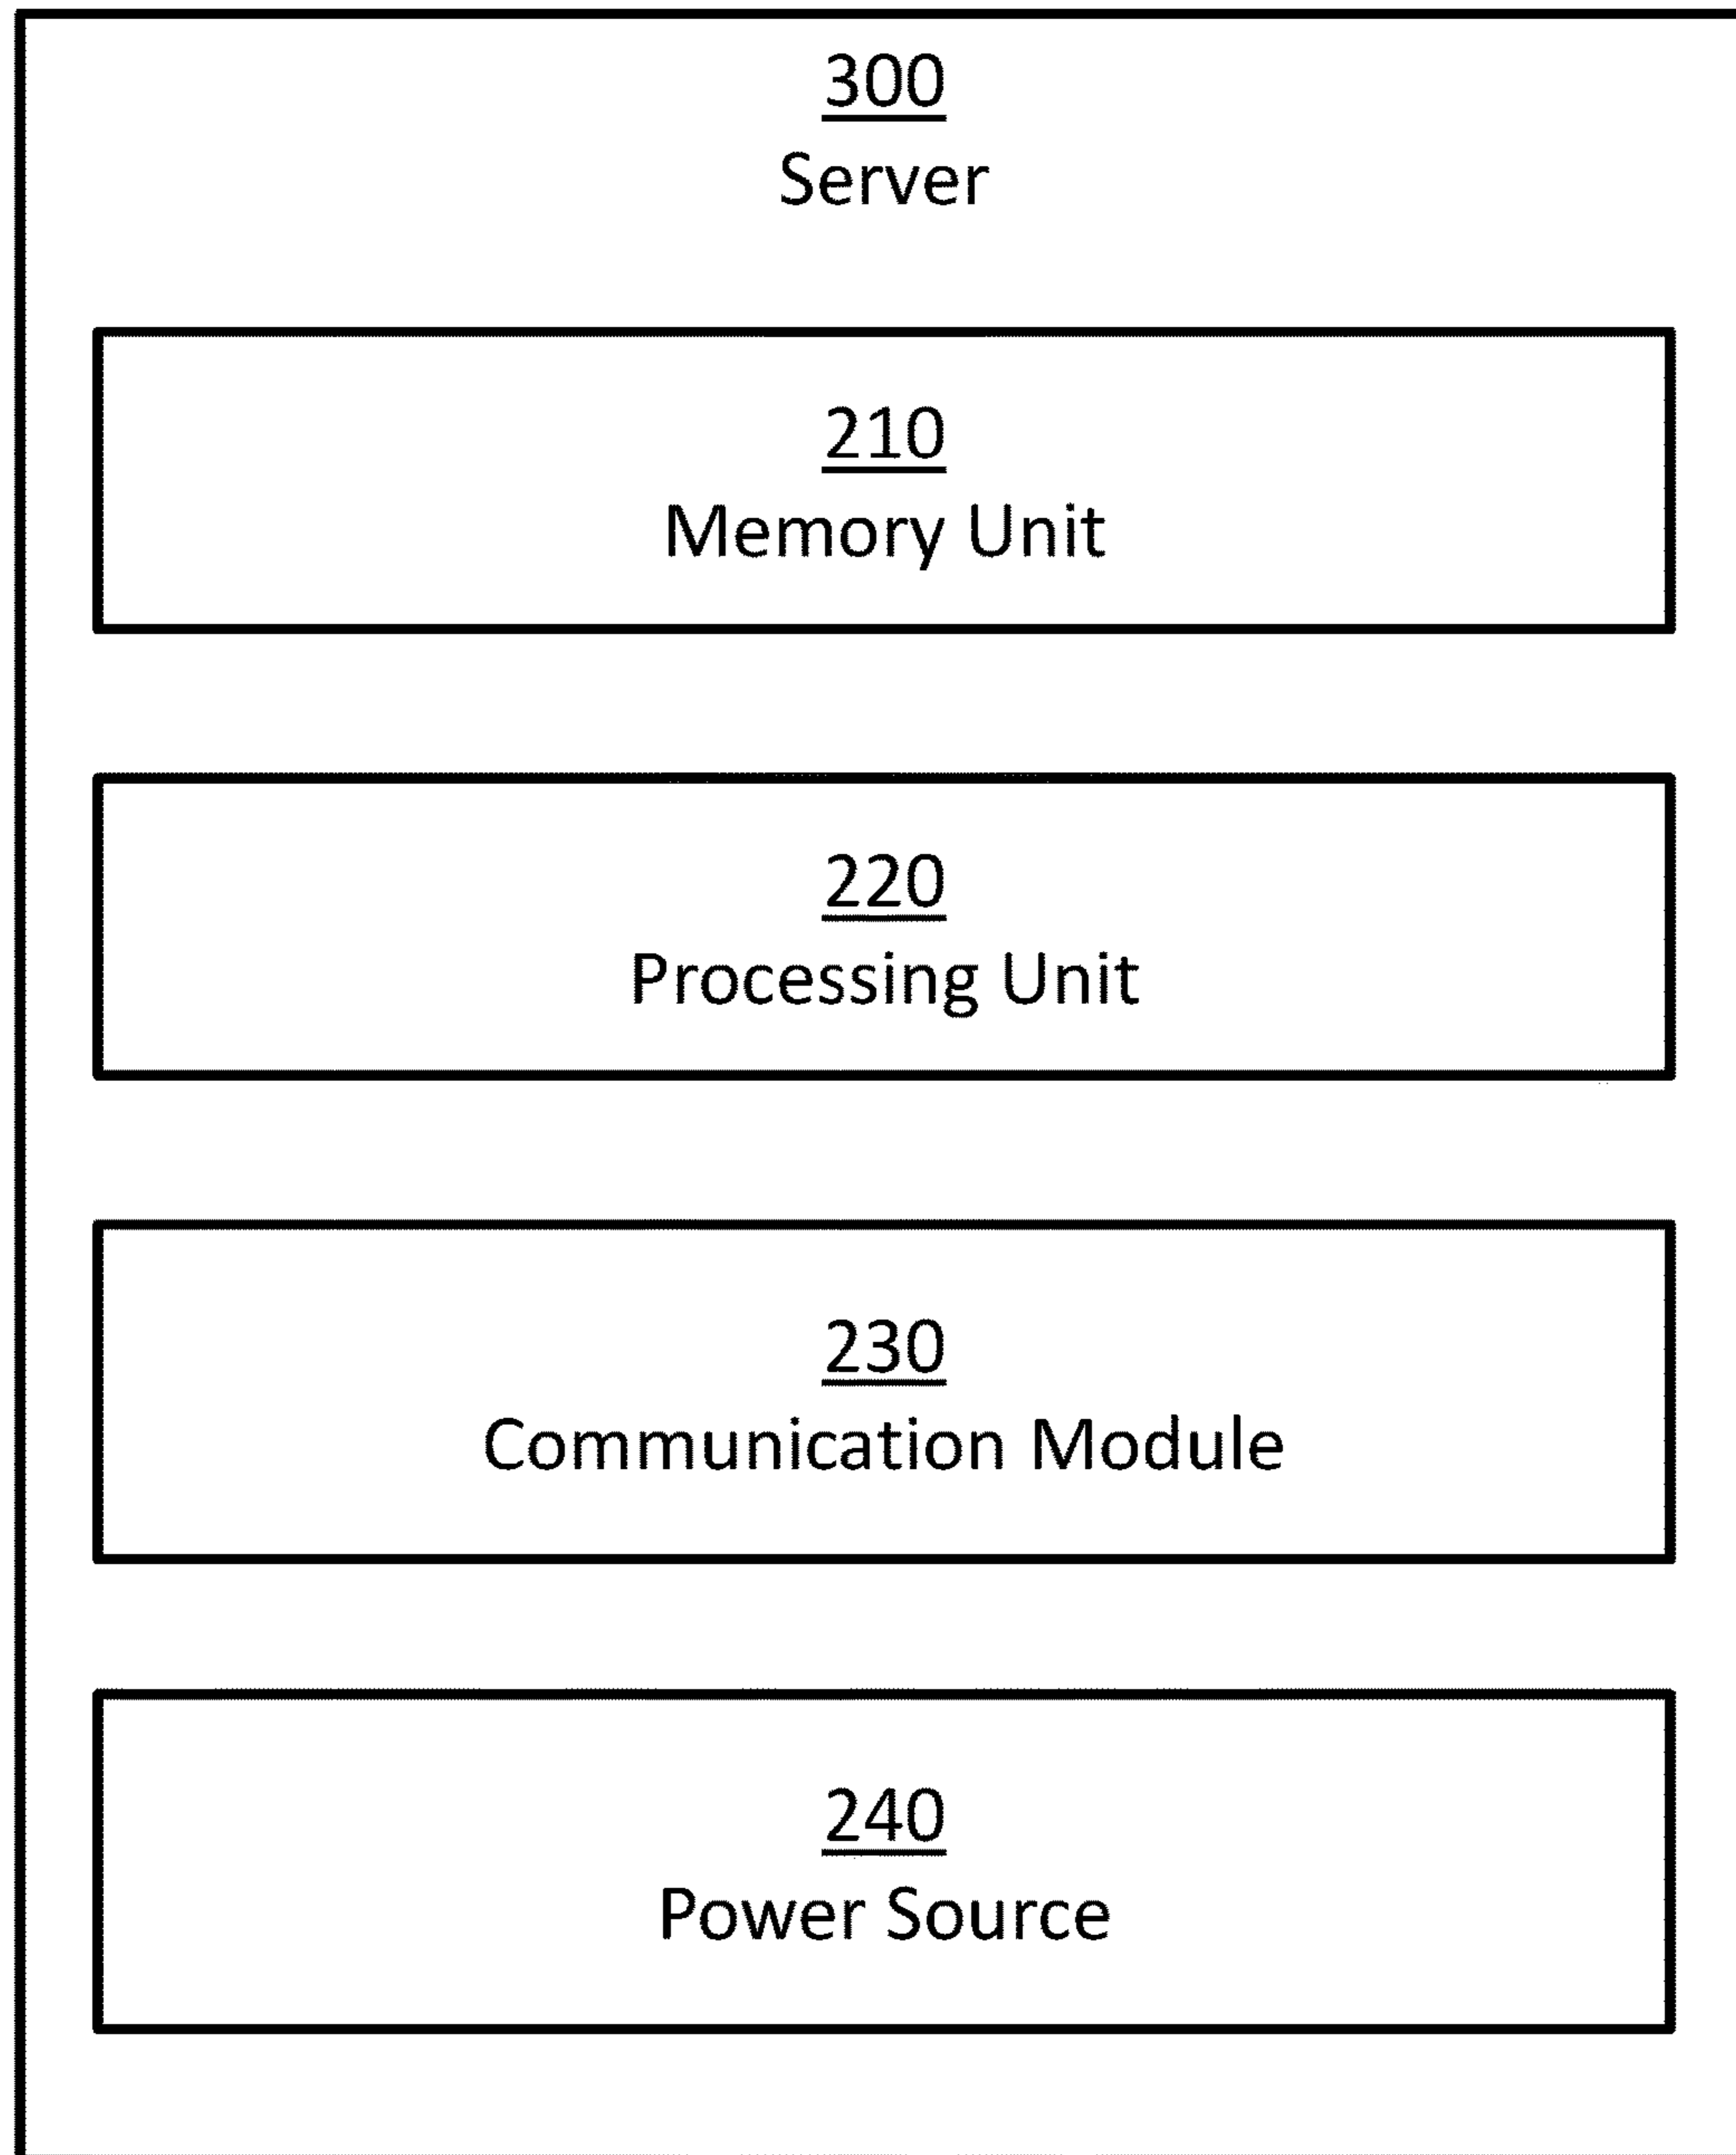 300
Server
210
Memory Unit
220
Processing Unit
230
Communication Module
240
Power Source